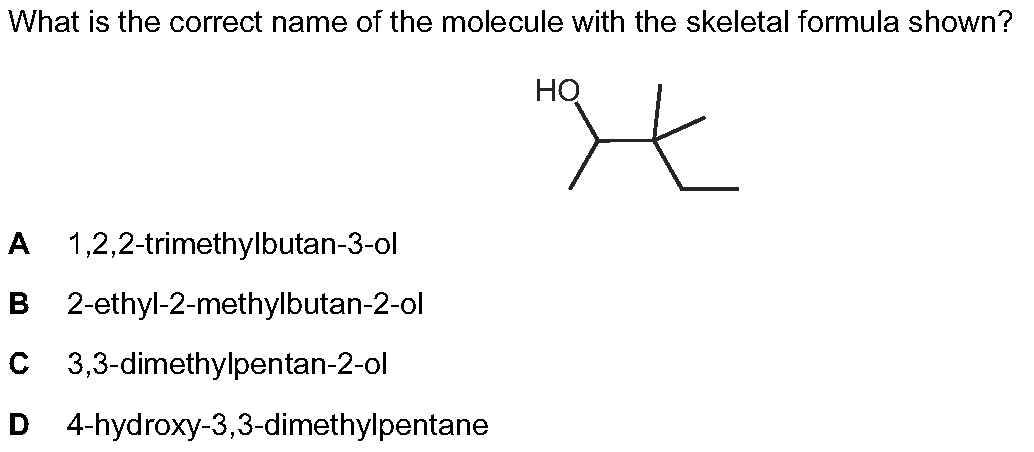 What is the correct name of the molecule with the skeletal formula shown?
HO
A 1,2,2-trimethylbutan-3-ol
B 2-ethyl-2-methylbutan-2-ol
C 3,3-dimethylpentan-2-ol
D 4-hydroxy-3,3-dimethylpentane